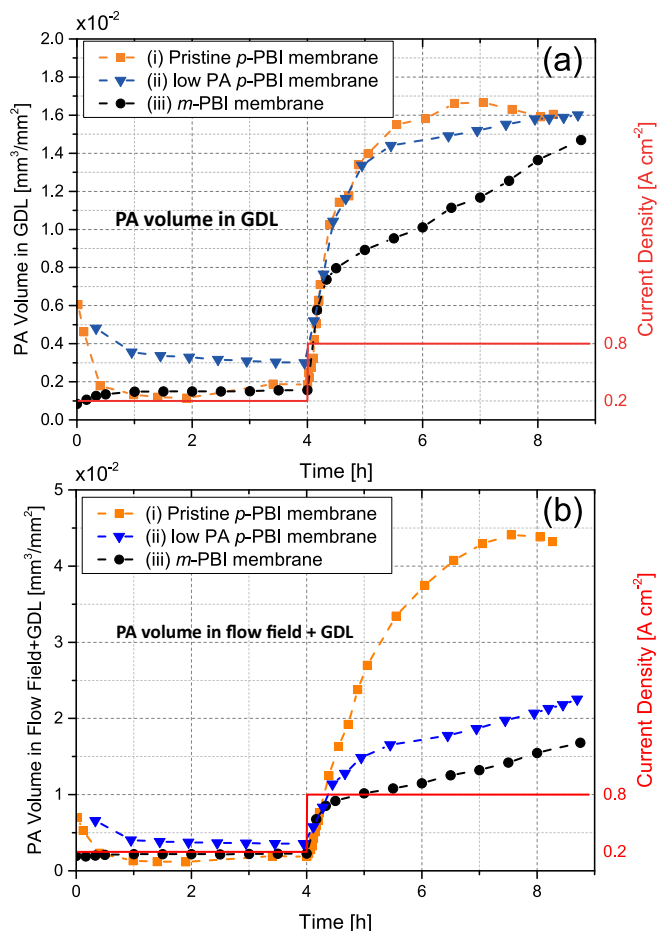 x10⁻²
(a)
(i) Pristine p-PBI membrane
(ii) low PA p-PBI membrane
(iii) m-PBI membrane
PA volume in GDL
PA Volume in GDL [mm³/mm²]
2.0
1.8
1.6
1.4
1.2
1.0
0.8
0.6
0.4
0.2
0.0
0.8
0.2
Current Density [A cm⁻²]
0 2 4 6 8
Time [h]
x10⁻²
(b)
(i) Pristine p-PBI membrane
(ii) low PA p-PBI membrane
(iii) m-PBI membrane
PA volume in flow field + GDL
PA Volume in Flow Field+GDL [mm³/mm²]
5
4
3
2
1
0
0.8
0.2
Current Density [A cm⁻²]
0 2 4 6 8
Time [h]